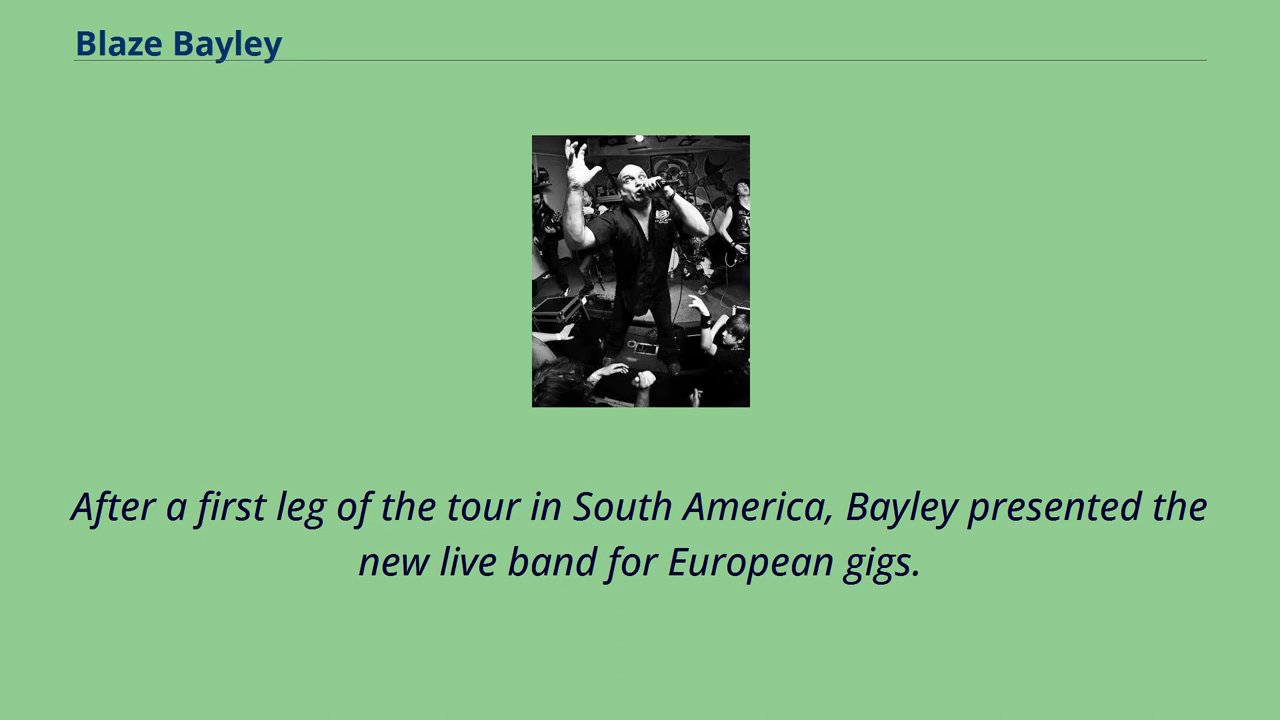 Blaze Bayley
After a first leg of the tour in South America, Bayley presented the
new live band for European gigs.